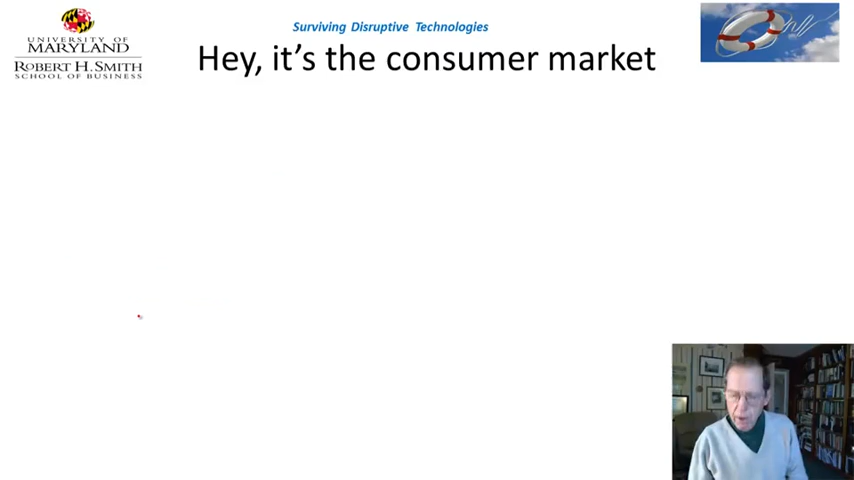 UNIVERSITY OF
MARYLAND
ROBERT H. SMITH
SCHOOL OF BUSINESS
Surviving Disruptive Technologies
Hey, it's the consumer market